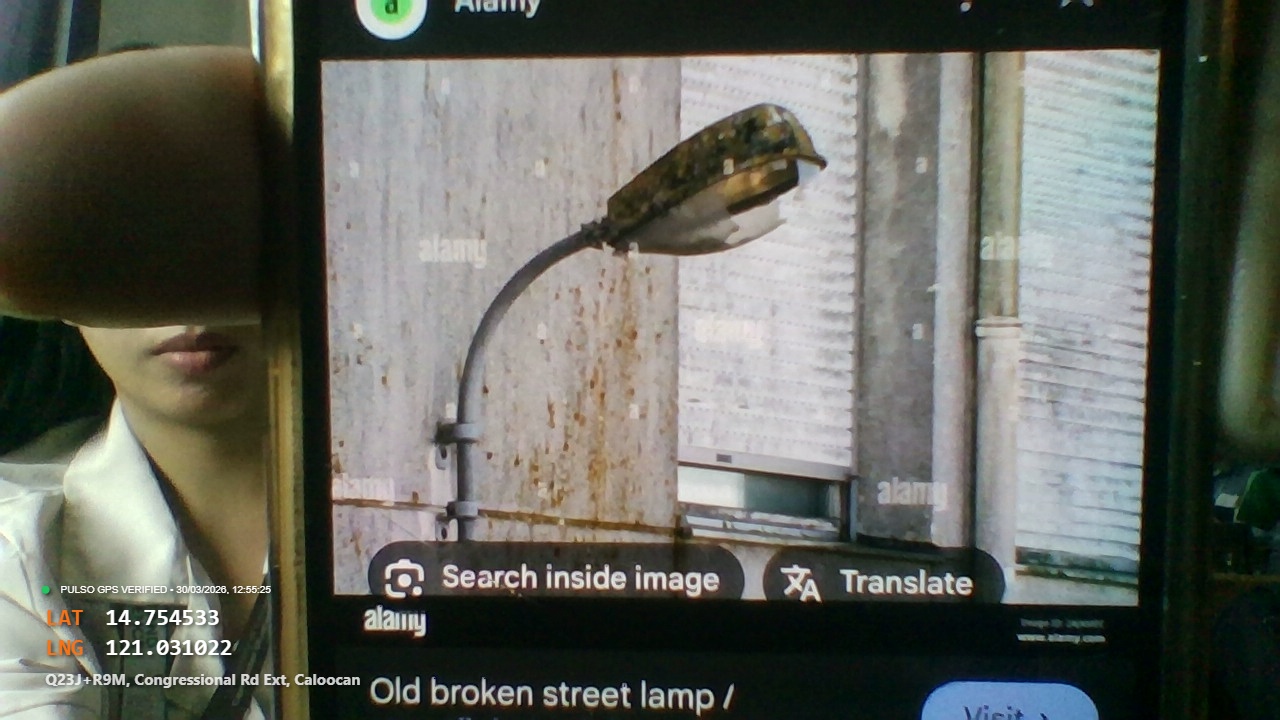 a Alamy
alamy
alamy
alamy
alamy
alamy
Search inside image
Translate
alamy
www.alamy.com
Old broken street lamp /
Visit
PULSO GPS VERIFIED • 30/03/2026, 12:55:25
LAT 14.754533
LNG 121.031022
Q23J+R9M, Congressional Rd Ext, Caloocan